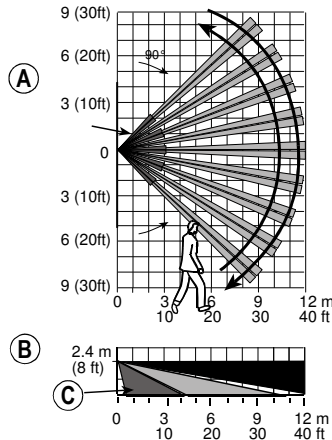 9 (30ft)
6 (20ft)
90°
A
3 (10ft)
0
3 (10ft)
6 (20ft)
9 (30ft)
0 3 6 9 12 m
10 20 30 40 ft
B
2.4 m
(8 ft)
C
0 3 6 9 12 m
10 20 30 40 ft